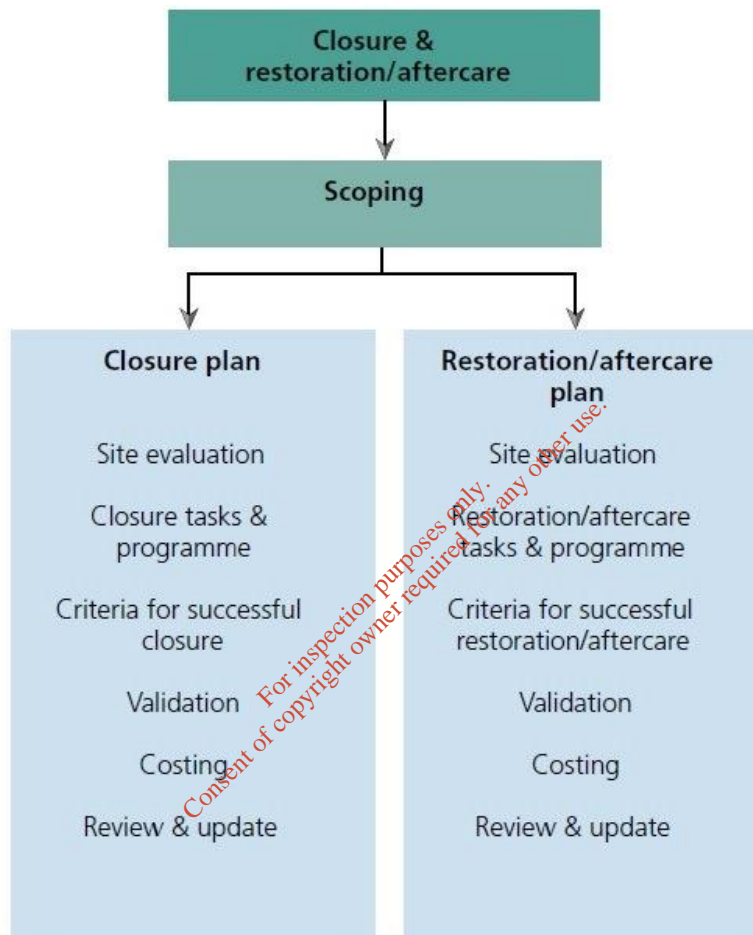 Closure &
restoration/aftercare
Scoping
Closure plan
Site evaluation
Closure tasks &
programme
Criteria for successful
closure
Validation
Costing
Review & update
Restoration/aftercare
plan
Site evaluation
Restoration/aftercare
tasks & programme
Criteria for successful
restoration/aftercare
Validation
Costing
Review & update
For inspection purposes only.
Consent of copyright owner required for any other use.